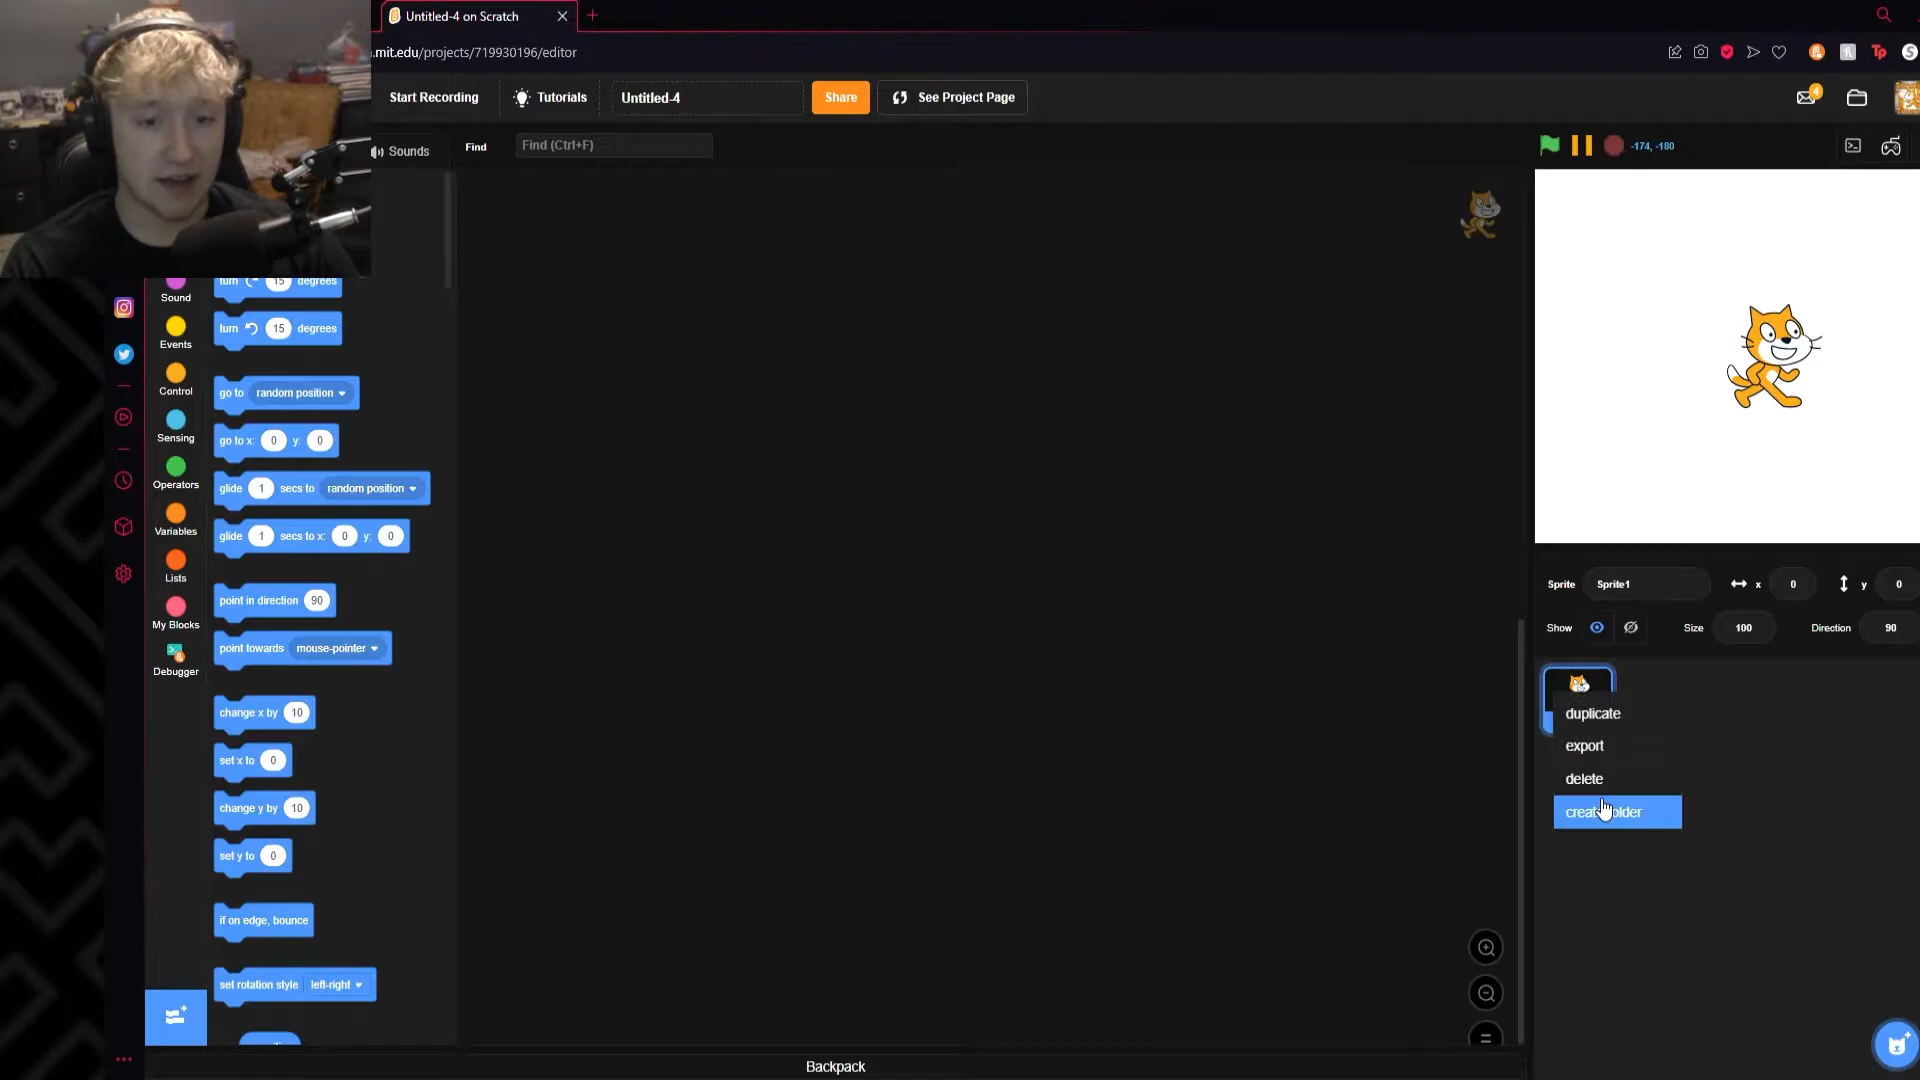 Untitled-4 on Scratch
.mit.edu/projects/719930196/editor
Start Recording
Tutorials
Untitled-4
Share
See Project Page
Tp
4
Sounds
Find
Find (Ctrl+F)
-174, -180
Sound
Events
Control
Sensing
Operators
Variables
Lists
My Blocks
Debugger
turn 15 degrees
turn 15 degrees
go to random position
go to x: 0 y: 0
glide 1 secs to random position
glide 1 secs to x: 0 y: 0
point in direction 90
point towards mouse-pointer
change x by 10
set x to 0
change y by 10
set y to 0
if on edge, bounce
set rotation style left-right
Sprite Sprite1 x 0 y 0
Show Size 100 Direction 90
duplicate
export
delete
Backpack